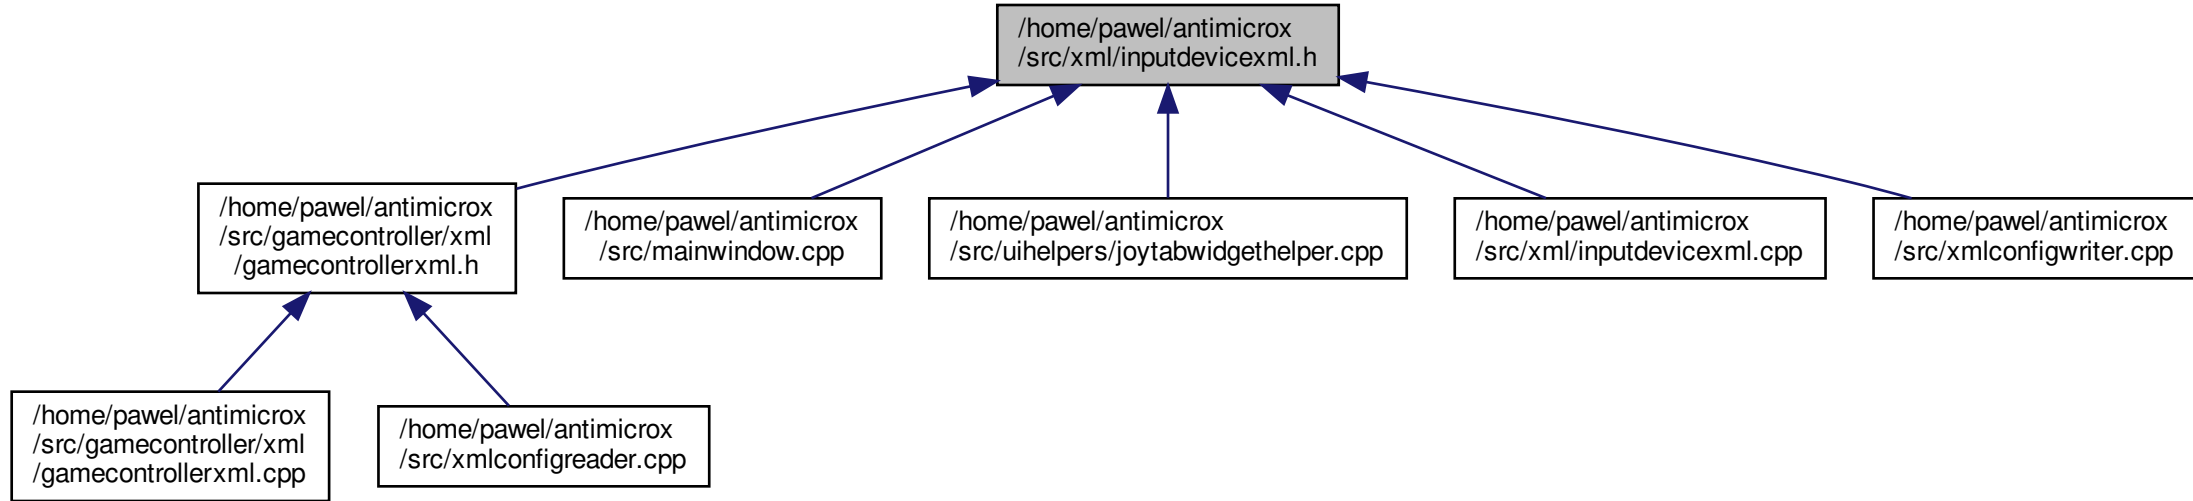 /home/pawel/antimicrox
/src/xml/inputdevicexml.h
/home/pawel/antimicrox
/src/gamecontroller/xml
/gamecontrollerxml.h
/home/pawel/antimicrox
/src/mainwindow.cpp
/home/pawel/antimicrox
/src/uihelpers/joytabwidgethelper.cpp
/home/pawel/antimicrox
/src/xml/inputdevicexml.cpp
/home/pawel/antimicrox
/src/xmlconfigwriter.cpp
/home/pawel/antimicrox
/src/gamecontroller/xml
/gamecontrollerxml.cpp
/home/pawel/antimicrox
/src/xmlconfigreader.cpp